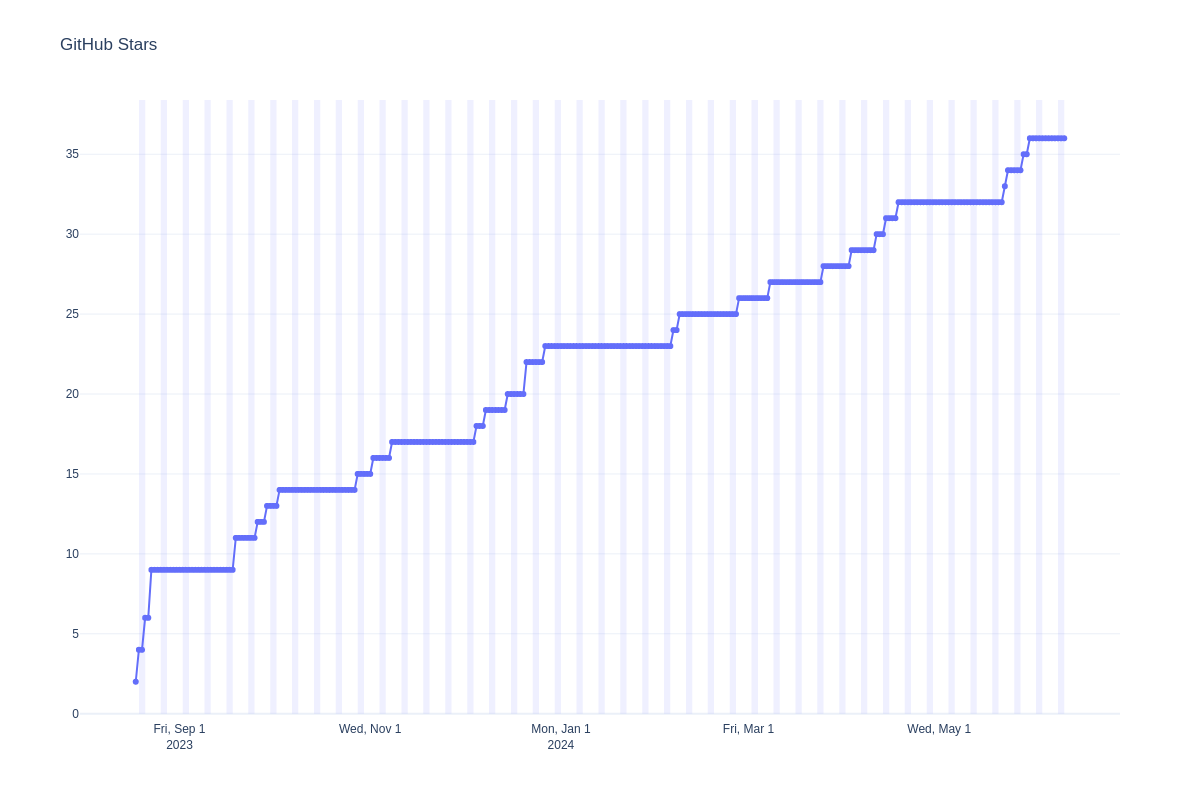 GitHub Stars
35
30
25
20
15
10
5
0
Fri, Sep 1
2023
Wed, Nov 1
Mon, Jan 1
2024
Fri, Mar 1
Wed, May 1